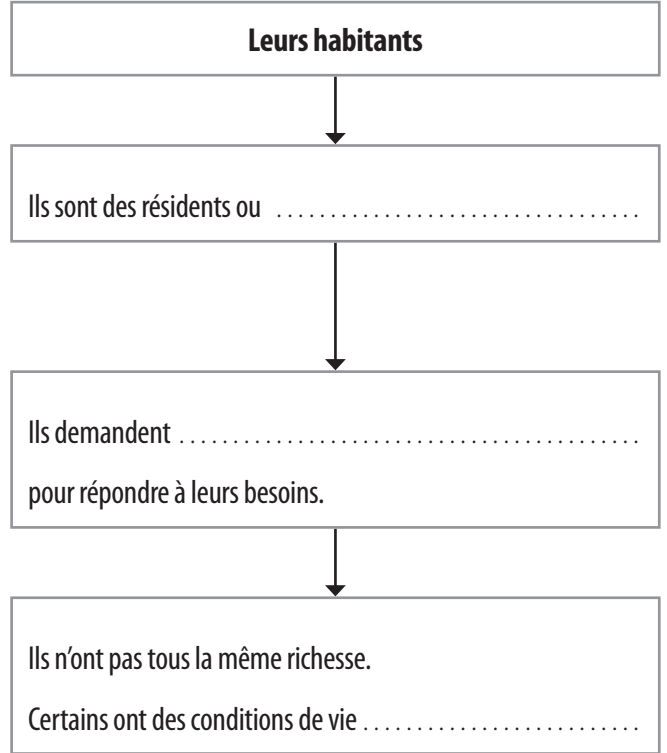 Leurs habitants
Ils sont des résidents ou ..................................
Ils demandent ...........................................
pour répondre à leurs besoins.
Ils n'ont pas tous la même richesse.
Certains ont des conditions de vie ..........................